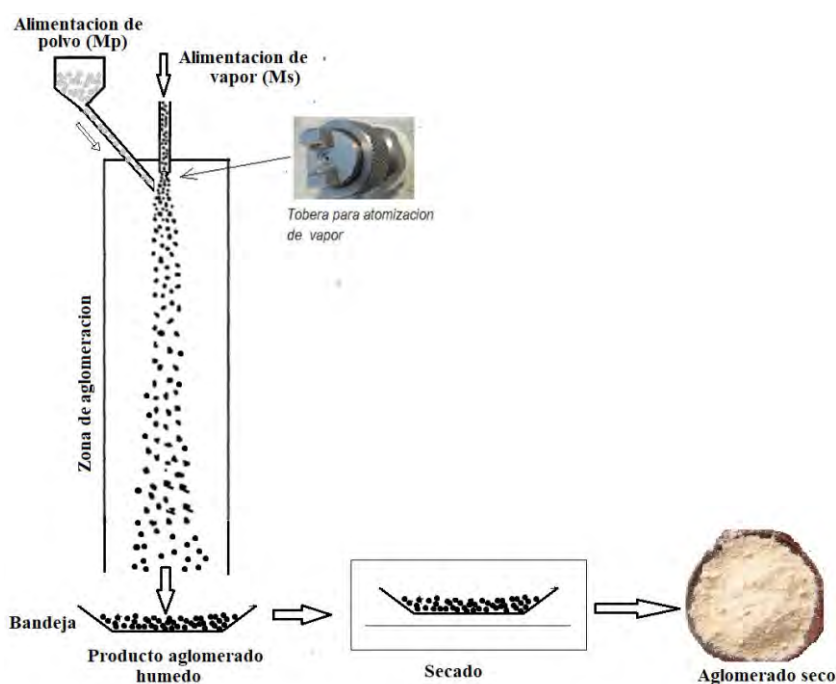 Alimentacion de
polvo (Mp)
Alimentacion de
vapor (Ms)
Tobera para atomizacion
de vapor
Zona de aglomeracion
Bandeja
Producto aglomerado
humedo
Secado
Aglomerado seco